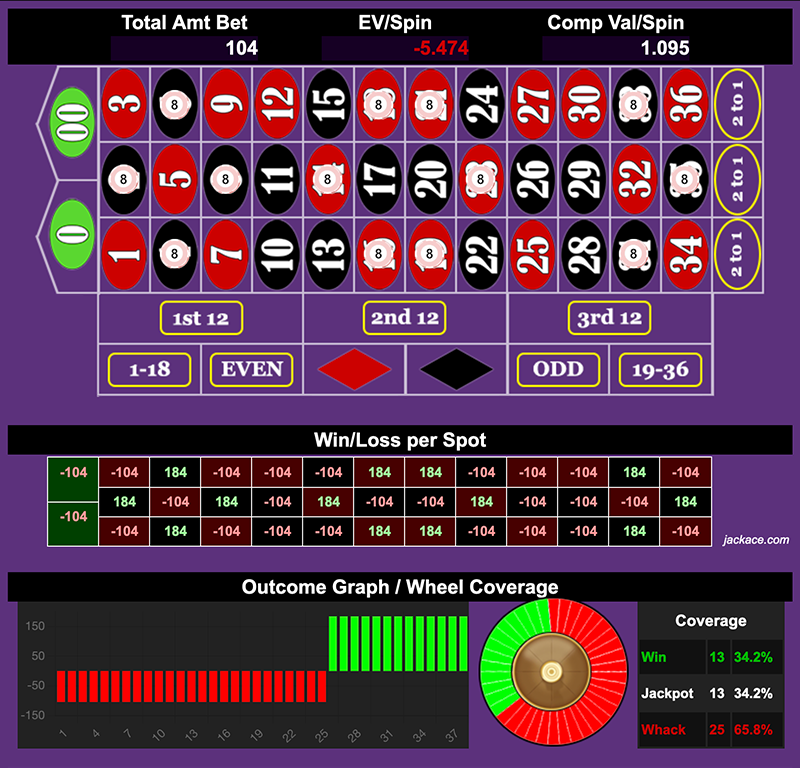 Total Amt Bet EV/Spin Comp Val/Spin
104 -5.474 1.095
00 3 8 9 12 15 8 8 24 27 30 8 36 2 to 1
8 5 8 11 8 17 20 8 26 29 32 8 2 to 1
0 1 8 7 10 13 8 8 22 25 28 8 34 2 to 1
1st 12 2nd 12 3rd 12
1-18 EVEN ODD 19-36
Win/Loss per Spot
-104 -104 184 -104 -104 -104 184 184 -104 -104 -104 184 -104
184 -104 184 -104 184 -104 -104 184 -104 -104 -104 184
-104 -104 184 -104 -104 -104 184 184 -104 -104 -104 184 -104
jackace.com
Outcome Graph / Wheel Coverage
150
50
-50
-150
1 4 7 10 13 16 19 22 25 28 31 34 37
Coverage
Win 13 34.2%
Jackpot 13 34.2%
Whack 25 65.8%